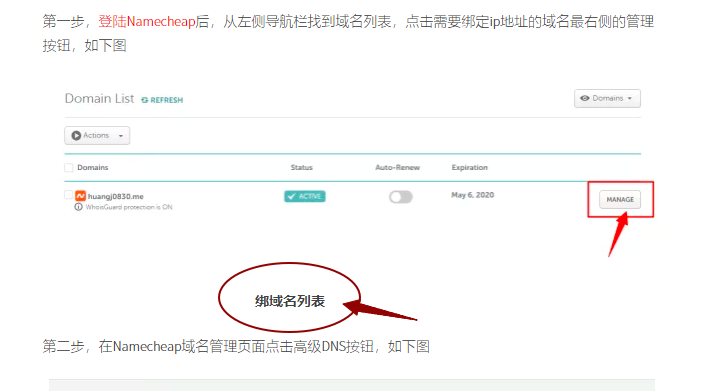 第一步，登陆Namecheap后，从左侧导航栏找到域名列表，点击需要绑定ip地址的域名最右侧的管理
按钮，如下图
Domain List REFRESH
Domains
Actions
Domains Status Auto-Renew Expiration
huangj0830.me ACTIVE May 6, 2020 MANAGE
WhoisGuard protection is ON
绑域名列表
第二步，在Namecheap域名管理页面点击高级DNS按钮，如下图